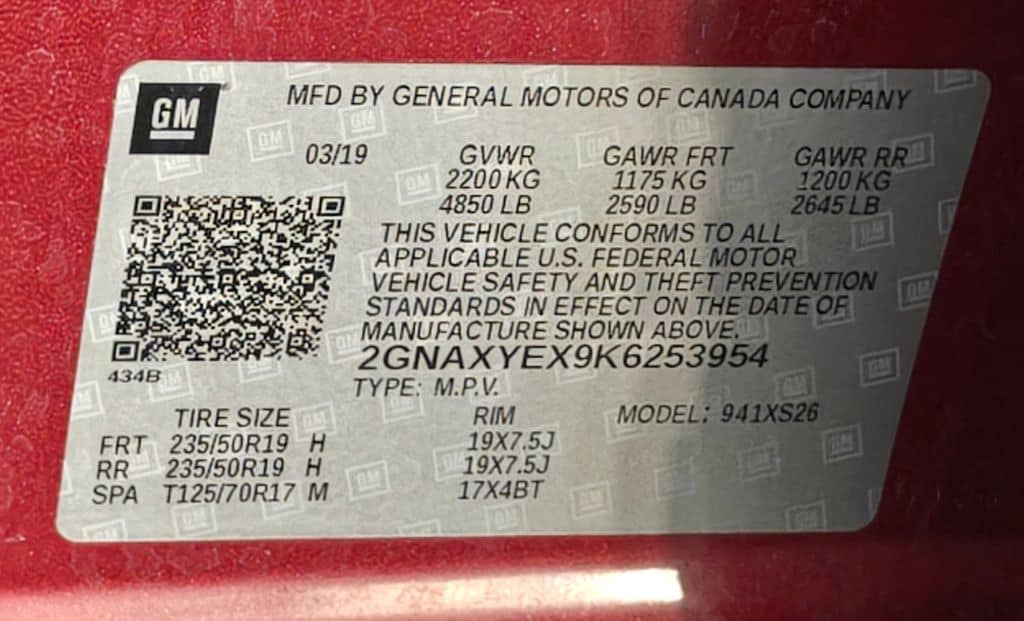 GM MFD BY GENERAL MOTORS OF CANADA COMPANY
03/19 GVWR GAWR FRT GAWR RR
2200 KG 1175 KG 1200 KG
4850 LB 2590 LB 2645 LB
THIS VEHICLE CONFORMS TO ALL
APPLICABLE U.S. FEDERAL MOTOR
VEHICLE SAFETY AND THEFT PREVENTION
STANDARDS IN EFFECT ON THE DATE OF
MANUFACTURE SHOWN ABOVE.
2GNAXYEX9K6253954
434B
TYPE: M.P.V.
TIRE SIZE RIM MODEL: 941XS26
FRT 235/50R19 H 19X7.5J
RR 235/50R19 H 19X7.5J
SPA T125/70R17 M 17X4BT